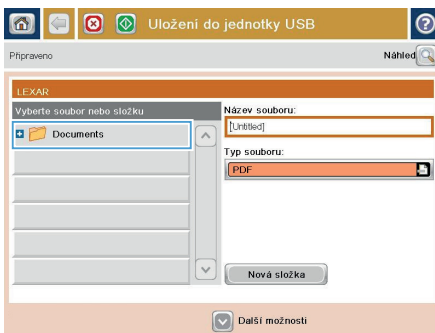 Uložení do jednotky USB
Připraveno
Náhled
LEXAR
Vyberte soubor nebo složku
Documents
Název souboru:
[Untitled]
Typ souboru:
PDF
Nová složka
Další možnosti